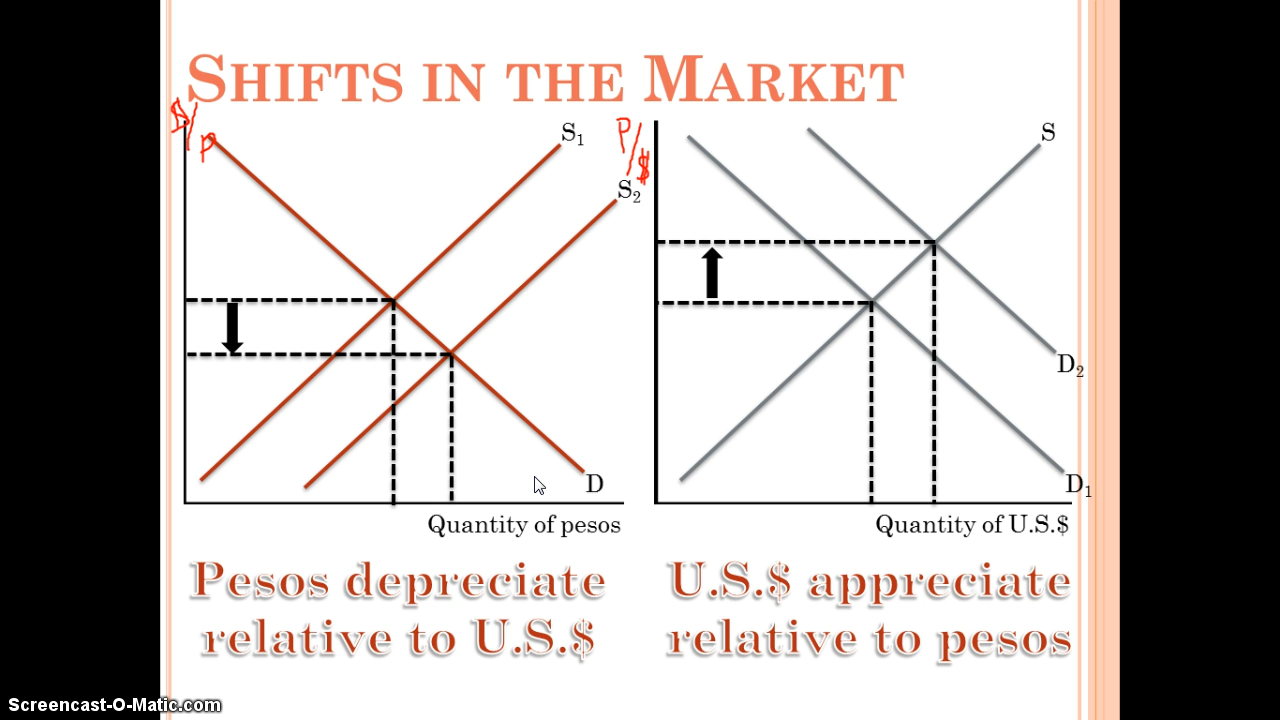 SHIFTS IN THE MARKET
$/P
S1
P/$
S2
S
D
D2
D1
Quantity of pesos
Quantity of U.S.$
Pesos depreciate
relative to U.S.$
U.S.$ appreciate
relative to pesos
Screencast-O-Matic.com